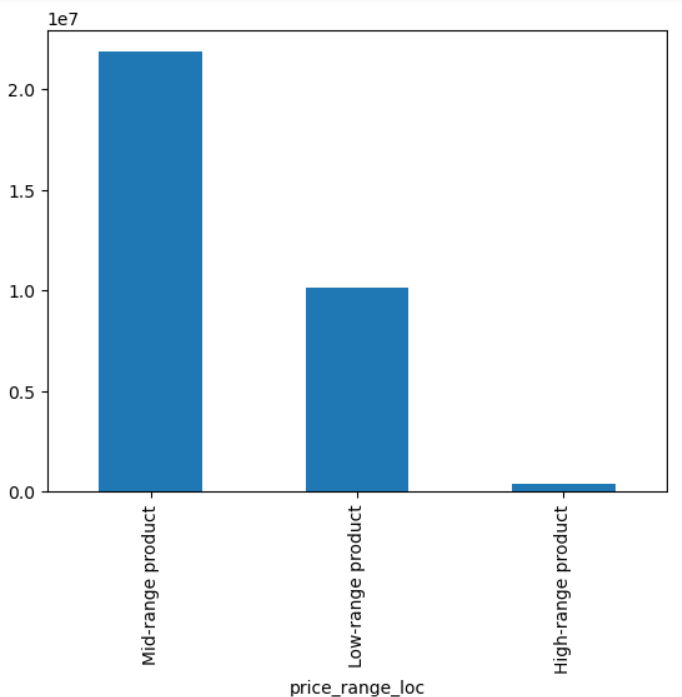 1e7
2.0
1.5
1.0
0.5
0.0
Mid-range product
Low-range product
High-range product
price_range_loc